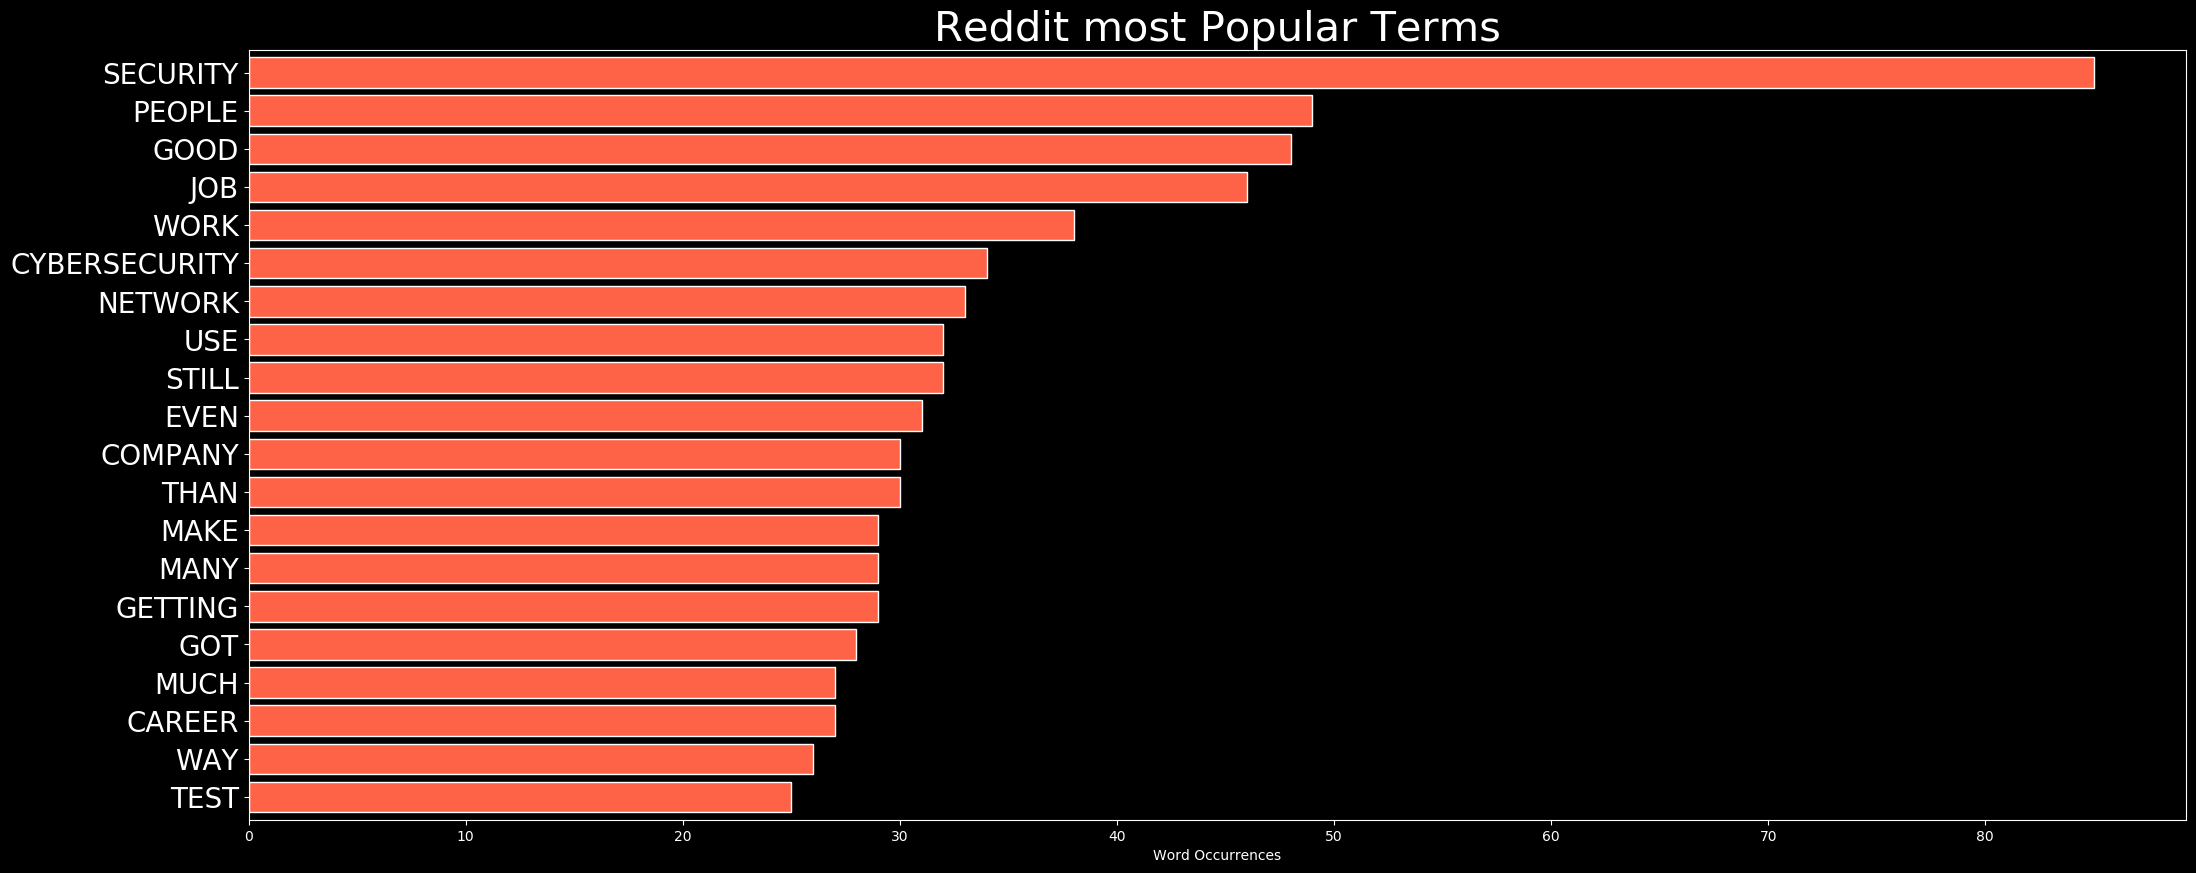 Reddit most Popular Terms
SECURITY
PEOPLE
GOOD
JOB
WORK
CYBERSECURITY
NETWORK
USE
STILL
EVEN
COMPANY
THAN
MAKE
MANY
GETTING
GOT
MUCH
CAREER
WAY
TEST
0 10 20 30 40 50 60 70 80
Word Occurrences